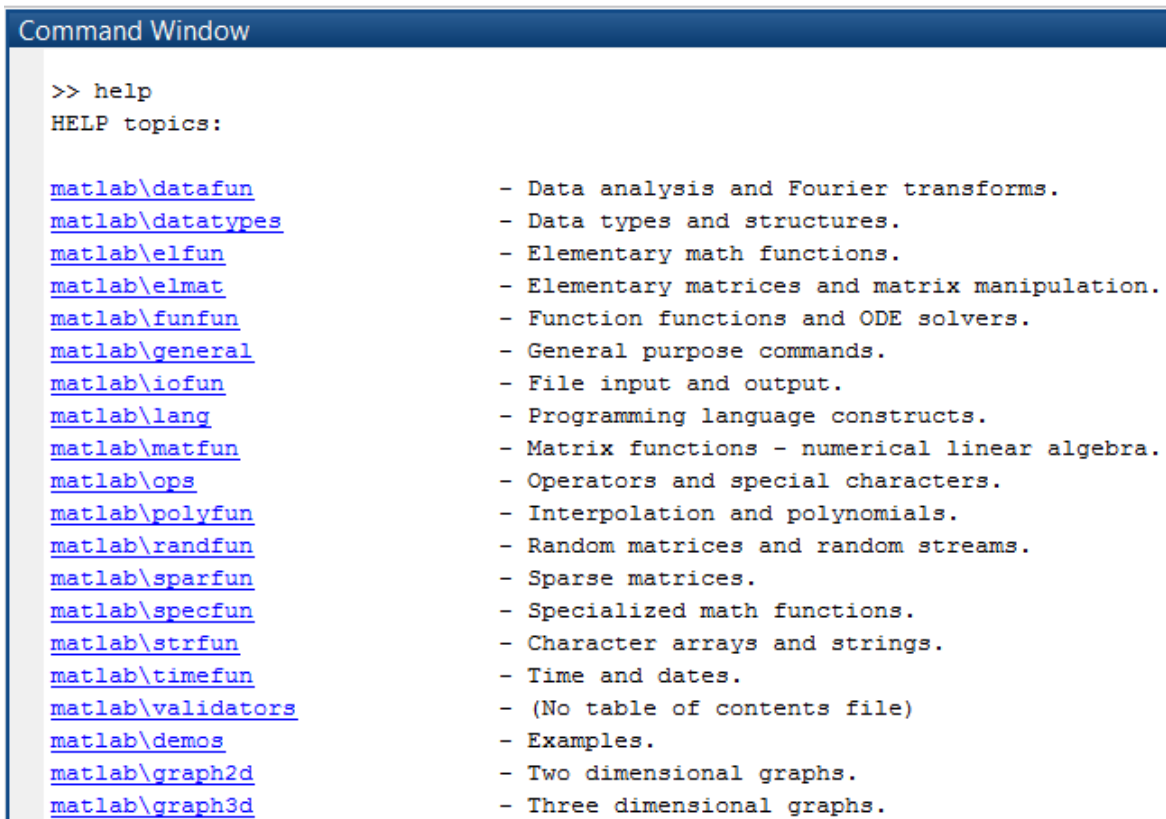 Command Window
>> help
HELP topics:
matlab\datafun - Data analysis and Fourier transforms.
matlab\datatypes - Data types and structures.
matlab\elfun - Elementary math functions.
matlab\elmat - Elementary matrices and matrix manipulation.
matlab\funfun - Function functions and ODE solvers.
matlab\general - General purpose commands.
matlab\iofun - File input and output.
matlab\lang - Programming language constructs.
matlab\matfun - Matrix functions - numerical linear algebra.
matlab\ops - Operators and special characters.
matlab\polyfun - Interpolation and polynomials.
matlab\randfun - Random matrices and random streams.
matlab\sparfun - Sparse matrices.
matlab\specfun - Specialized math functions.
matlab\strfun - Character arrays and strings.
matlab\timefun - Time and dates.
matlab\validators - (No table of contents file)
matlab\demos - Examples.
matlab\graph2d - Two dimensional graphs.
matlab\graph3d - Three dimensional graphs.